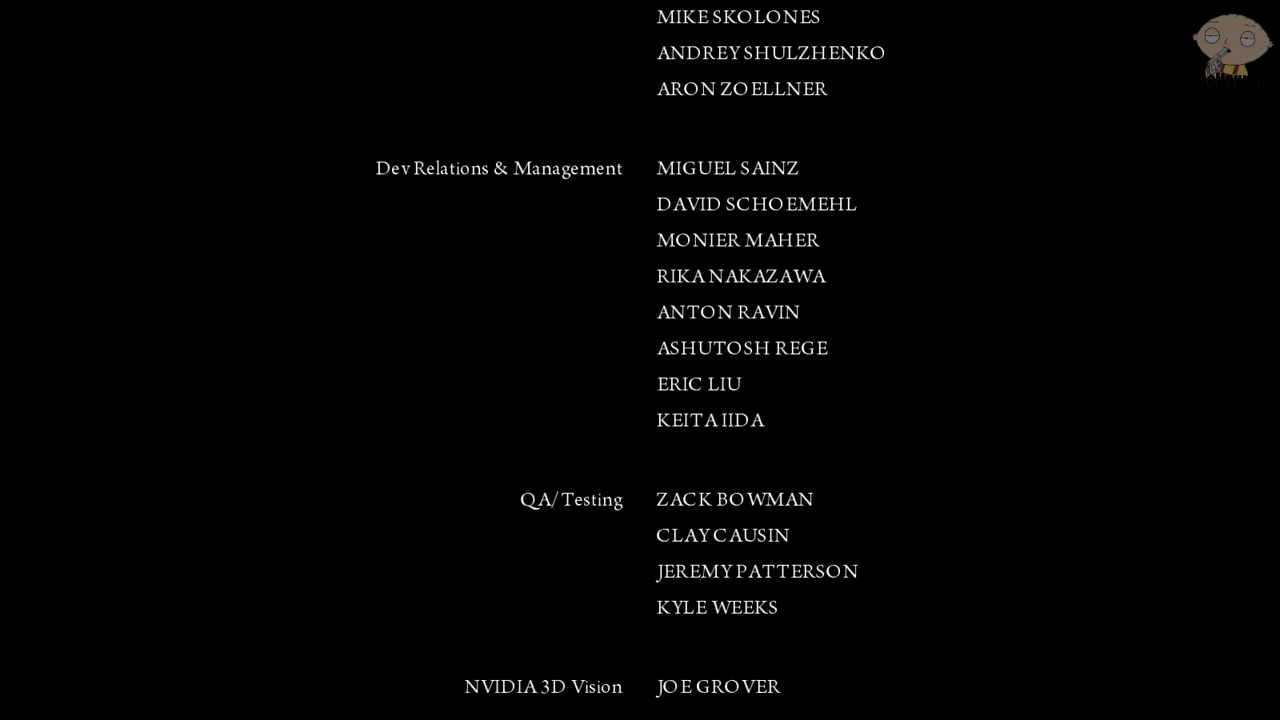 MIKE SKOLONES
ANDREY SHULZHENKO
ARON ZOELLNER
Dev Relations & Management MIGUEL SAINZ
DAVID SCHOEMEHL
MONIER MAHER
RIKA NAKAZAWA
ANTON RAVIN
ASHUTOSH REGE
ERIC LIU
KEITA IIDA
QA/Testing ZACK BOWMAN
CLAY CAUSIN
JEREMY PATTERSON
KYLE WEEKS
NVIDIA 3D Vision JOE GROVER